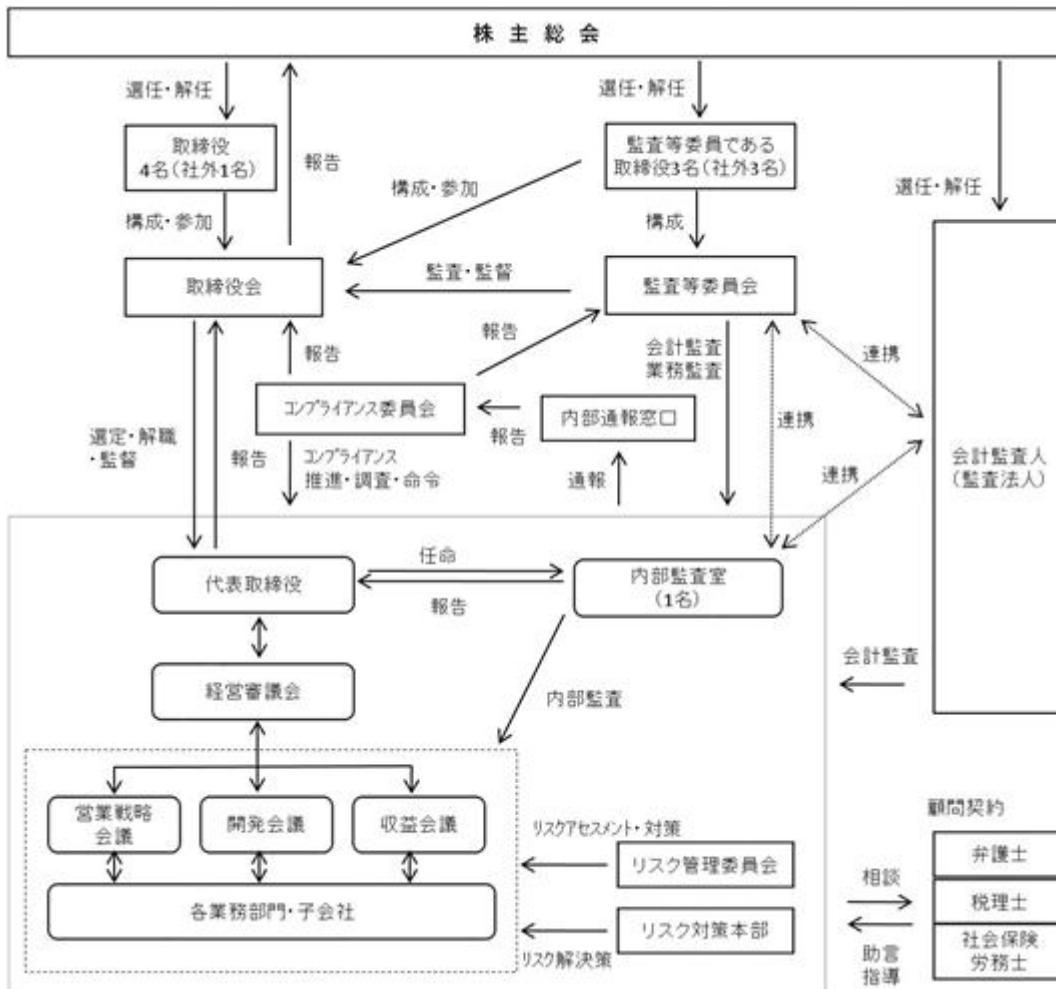 株主総会
選任・解任
選任・解任
取締役
4名(社外1名)
報告
監査等委員である
取締役3名(社外3名)
選任・解任
構成・参加
構成・参加
構成
取締役会
監査・監督
監査等委員会
報告
報告
会計監査
業務監査
連携
コンプライアンス委員会
報告
内部通報窓口
連携
選定・解職
・監督
報告
コンプライアンス
推進・調査・命令
通報
連携
会計監査人
(監査法人)
代表取締役
任命
報告
内部監査室
(1名)
経営審議会
内部監査
会計監査
営業戦略
会議
開発会議
収益会議
リスクアセスメント・対策
リスク管理委員会
各業務部門・子会社
リスク対策本部
リスク解決策
顧問契約
弁護士
相談
税理士
助言
指導
社会保険
労務士